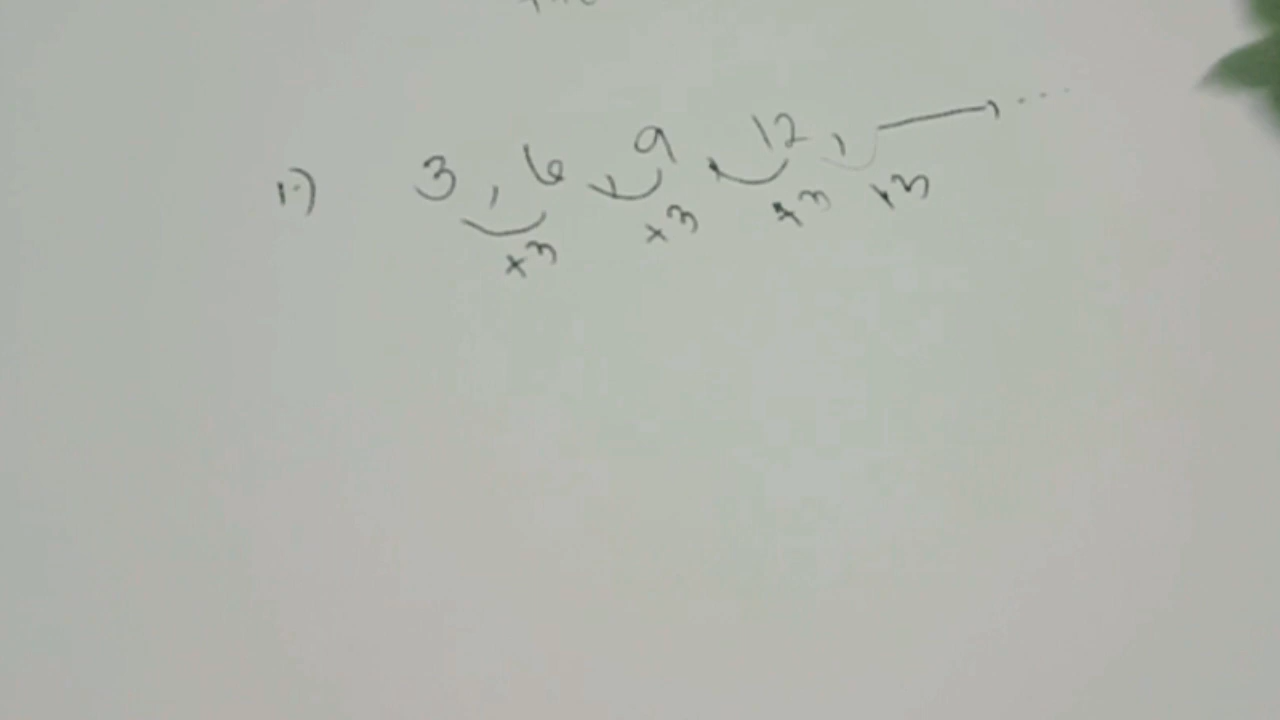 1.) 3, 6, 9, 12, —, ...
+3 +3 +3 +3